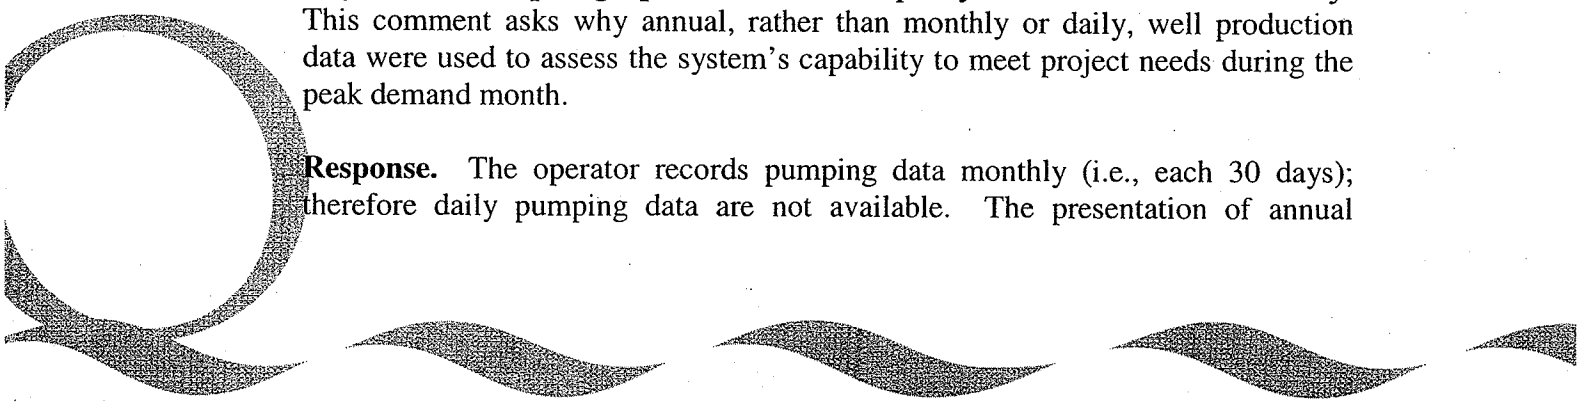 This comment asks why annual, rather than monthly or daily, well production
data were used to assess the system's capability to meet project needs during the
peak demand month.
Response. The operator records pumping data monthly (i.e., each 30 days);
therefore daily pumping data are not available. The presentation of annual